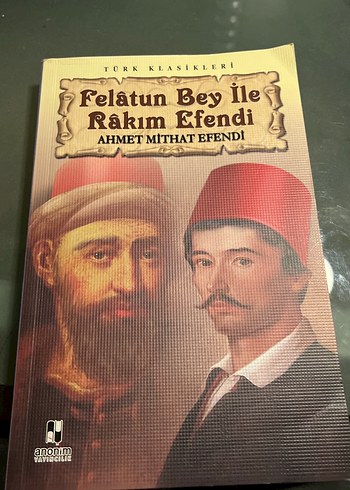 TÜRK KLASİKLERİ
Felâtun Bey İle
Râkım Efendi
AHMET MİTHAT EFENDİ
anonim
YAYINCILIK